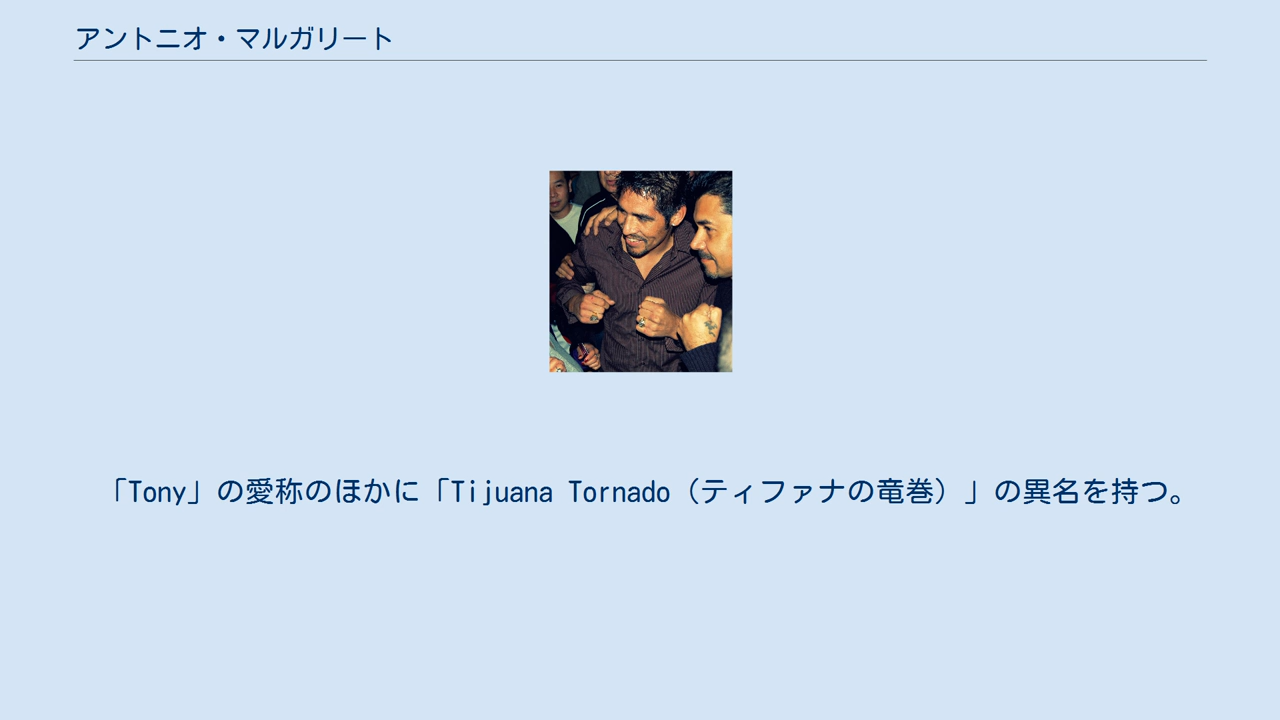 アントニオ・マルガリート
「Tony」の愛称のほかに「Tijuana Tornado（ティファナの竜巻）」の異名を持つ。